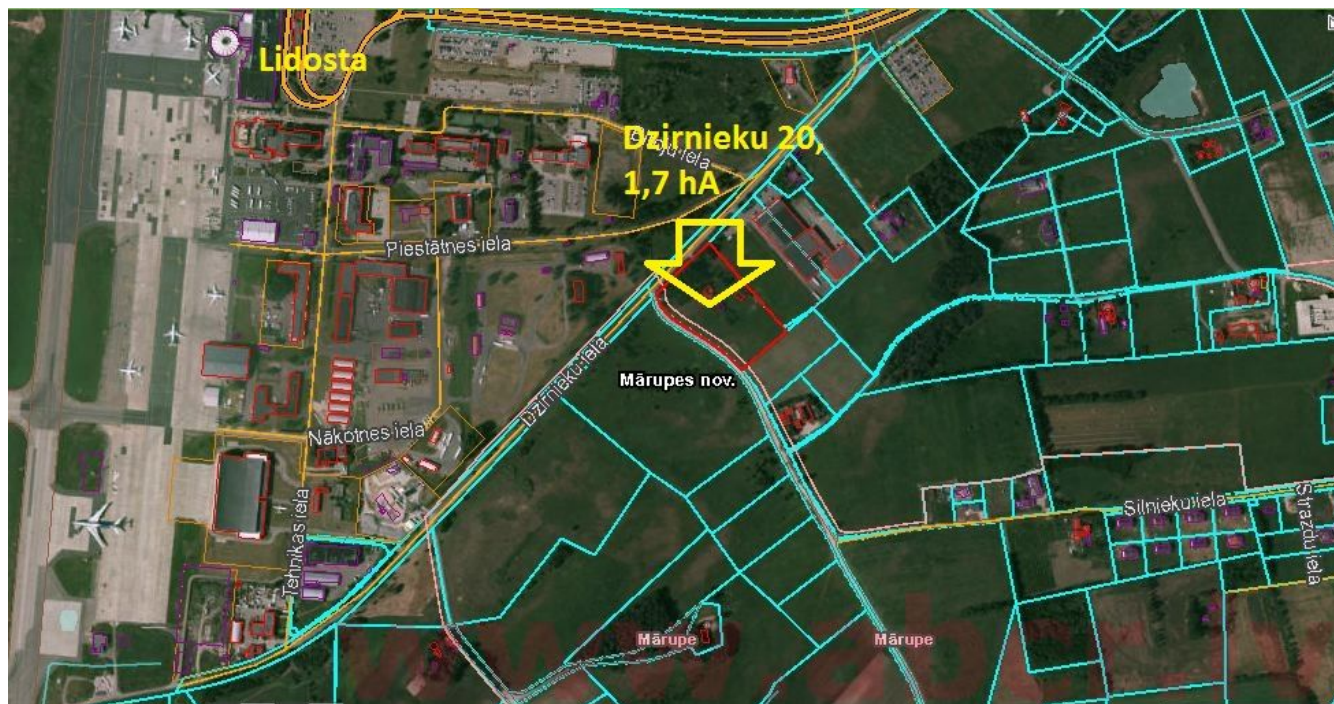 Lidosta
Dzirnieku 20,
1,7 hA
Piestātnes iela
Dzirnieku iela
Mārupes nov.
Nākotnes iela
Tehnikas iela
Silnieku iela
Strazdu iela
Mārupe
Mārupe